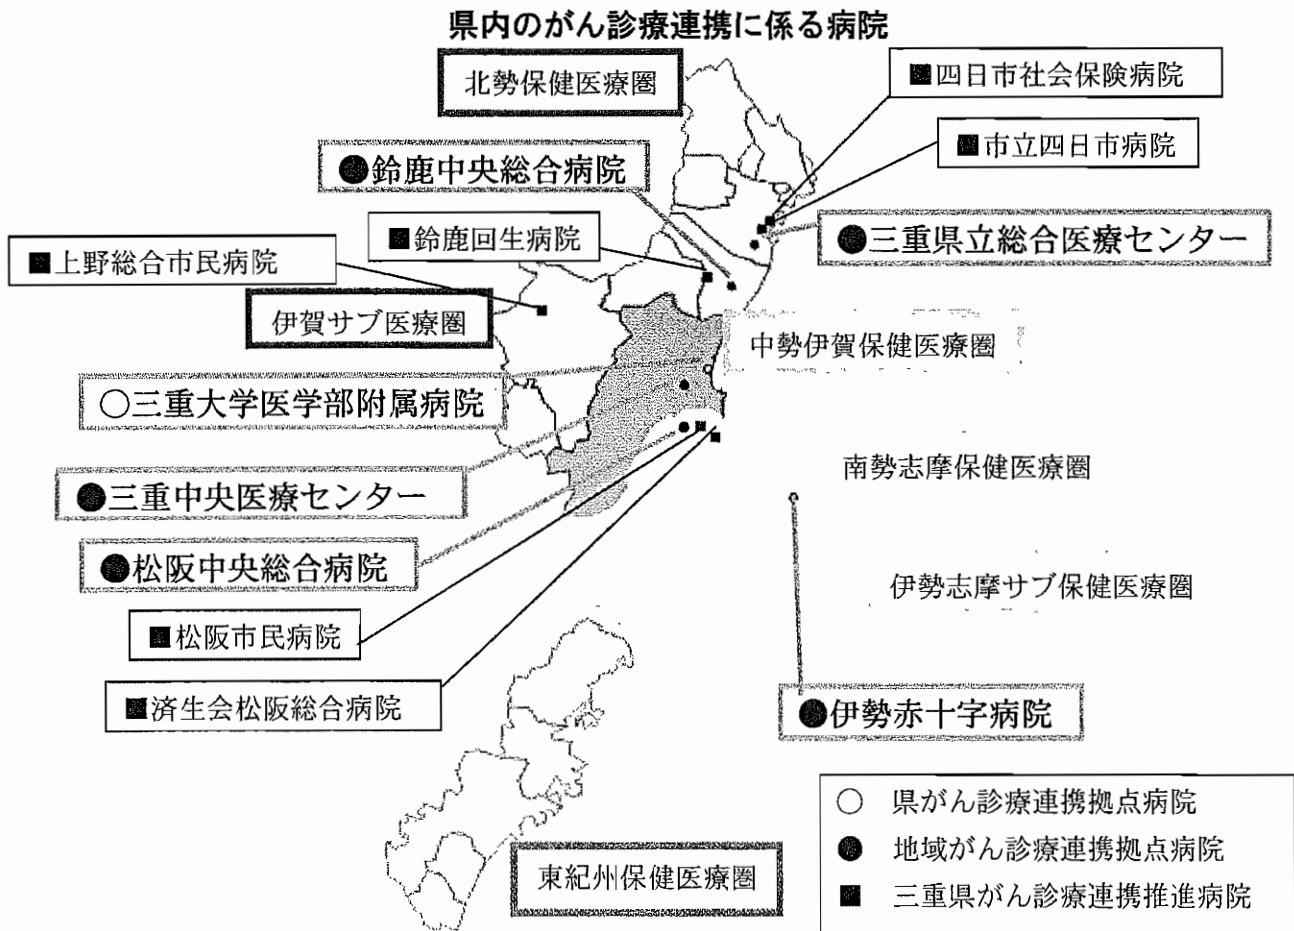 県内のがん診療連携に係る病院
北勢保健医療圏
■四日市社会保険病院
■市立四日市病院
●鈴鹿中央総合病院
■鈴鹿回生病院
●三重県立総合医療センター
■上野総合市民病院
伊賀サブ医療圏
中勢伊賀保健医療圏
○三重大学医学部附属病院
南勢志摩保健医療圏
●三重中央医療センター
●松阪中央総合病院
伊勢志摩サブ保健医療圏
■松阪市民病院
■済生会松阪総合病院
●伊勢赤十字病院
○ 県がん診療連携拠点病院
● 地域がん診療連携拠点病院
■ 三重県がん診療連携推進病院
東紀州保健医療圏